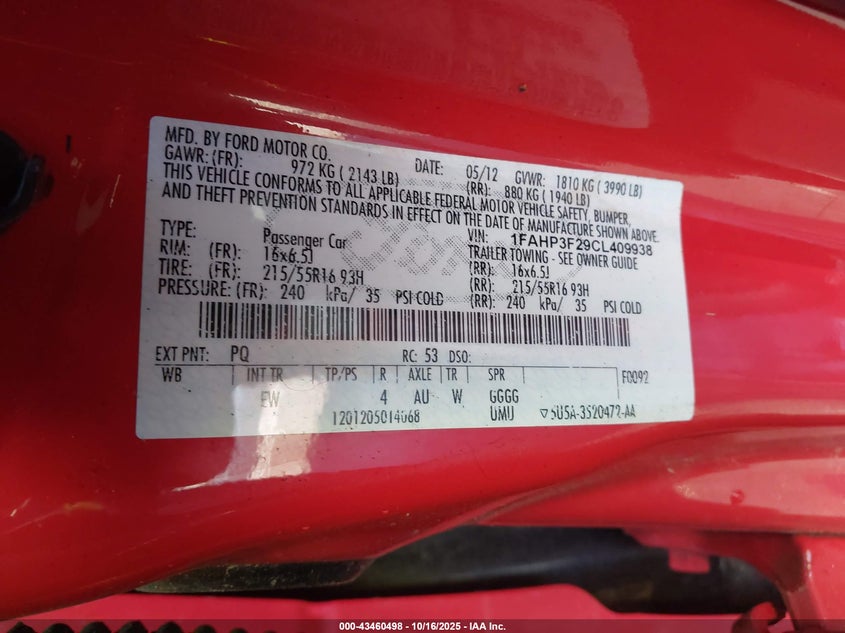 MFD. BY FORD MOTOR CO. DATE: 05/12 GVWR: 1810 KG ( 3990 LB)
GAWR: (FR): 972 KG ( 2143 LB) (RR): 880 KG ( 1940 LB)
THIS VEHICLE CONFORMS TO ALL APPLICABLE FEDERAL MOTOR VEHICLE SAFETY, BUMPER,
AND THEFT PREVENTION STANDARDS IN EFFECT ON THE DATE OF MANUFACTURE SHOWN ABOVE.
VIN: 1FAHP3F29CL409938
TYPE: Passenger Car TRAILER TOWING - SEE OWNER GUIDE
RIM: (FR): 16x6.5J (RR): 16x6.5J
TIRE: (FR): 215/55R16 93H (RR): 215/55R16 93H
PRESSURE: (FR): 240 kPa/ 35 PSI COLD (RR): 240 kPa/ 35 PSI COLD
EXT PNT: PQ RC: 53 DSO:
WB INT TR TP/PS R AXLE TR SPR F0092
EW 4 AU W GGGG
1201205014068 UMU 5U5A-3S20472-AA
000-43460498 - 10/16/2025 - IAA Inc.